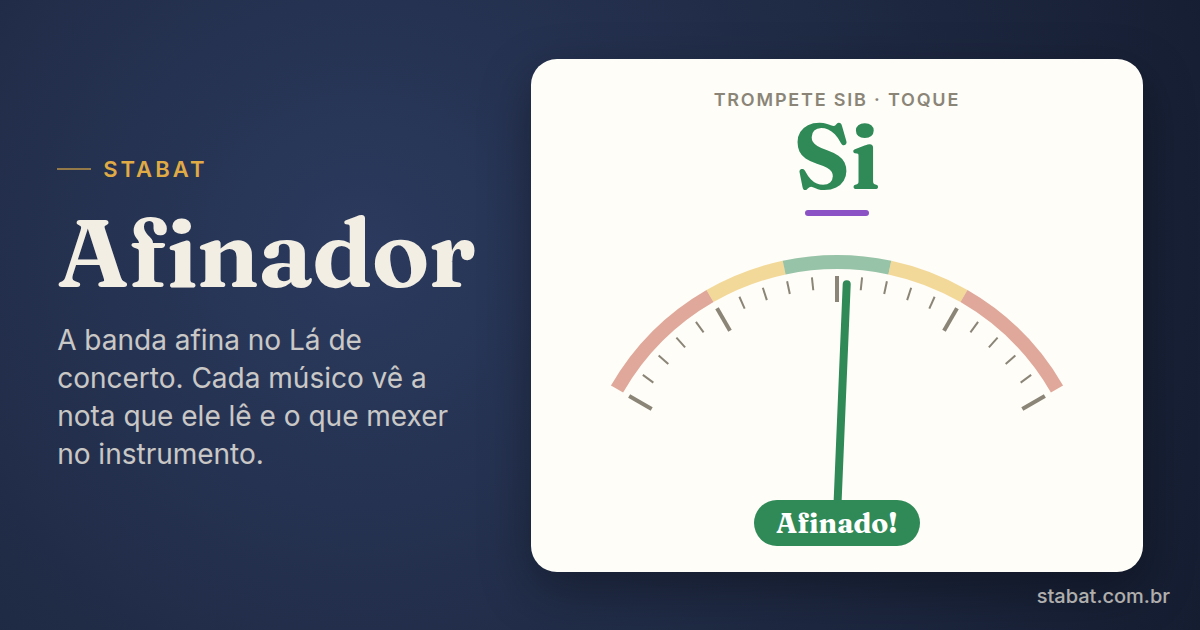 STABAT
Afinador
A banda afina no Lá de
concerto. Cada músico vê a
nota que ele lê e o que mexer
no instrumento.
TROMPETE SIB · TOQUE
Si
Afinado!
stabat.com.br